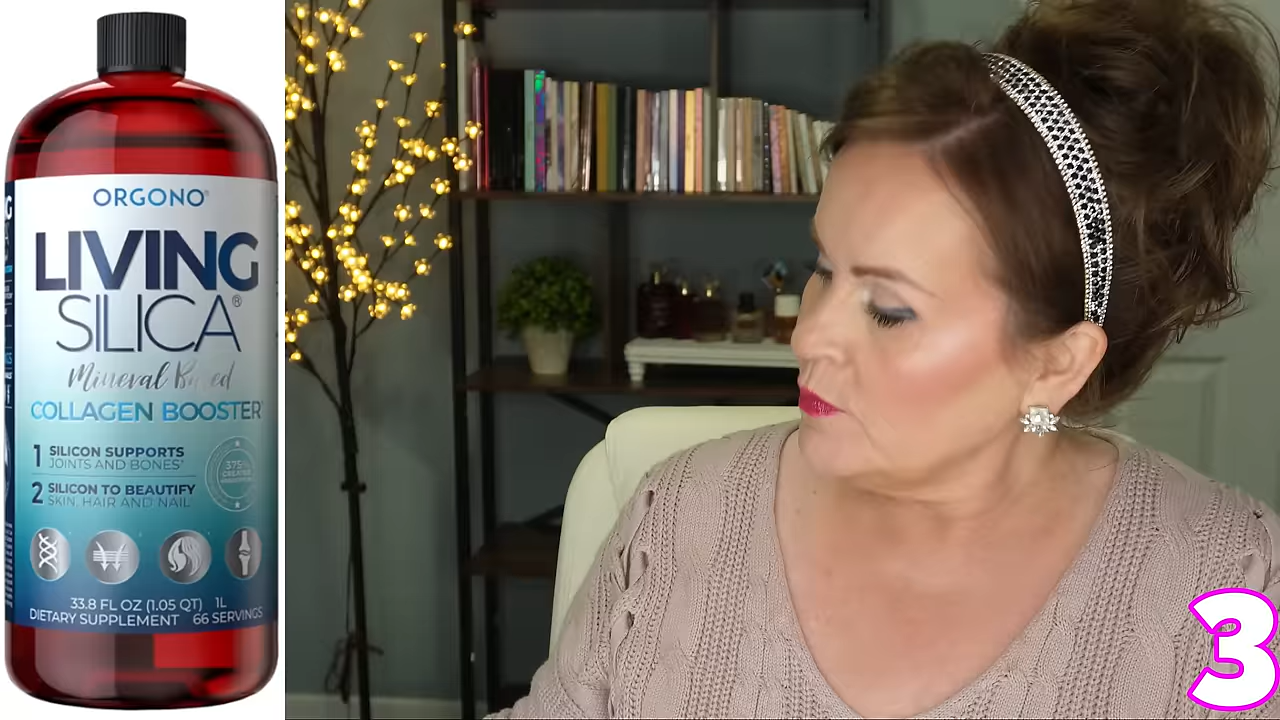 ORGONO®
LIVING
SILICA®
Mineral Based
COLLAGEN BOOSTER
1 SILICON SUPPORTS
JOINTS AND BONES*
2 SILICON TO BEAUTIFY
SKIN, HAIR AND NAIL
33.8 FL OZ (1.05 QT) 1L
DIETARY SUPPLEMENT 66 SERVINGS
3